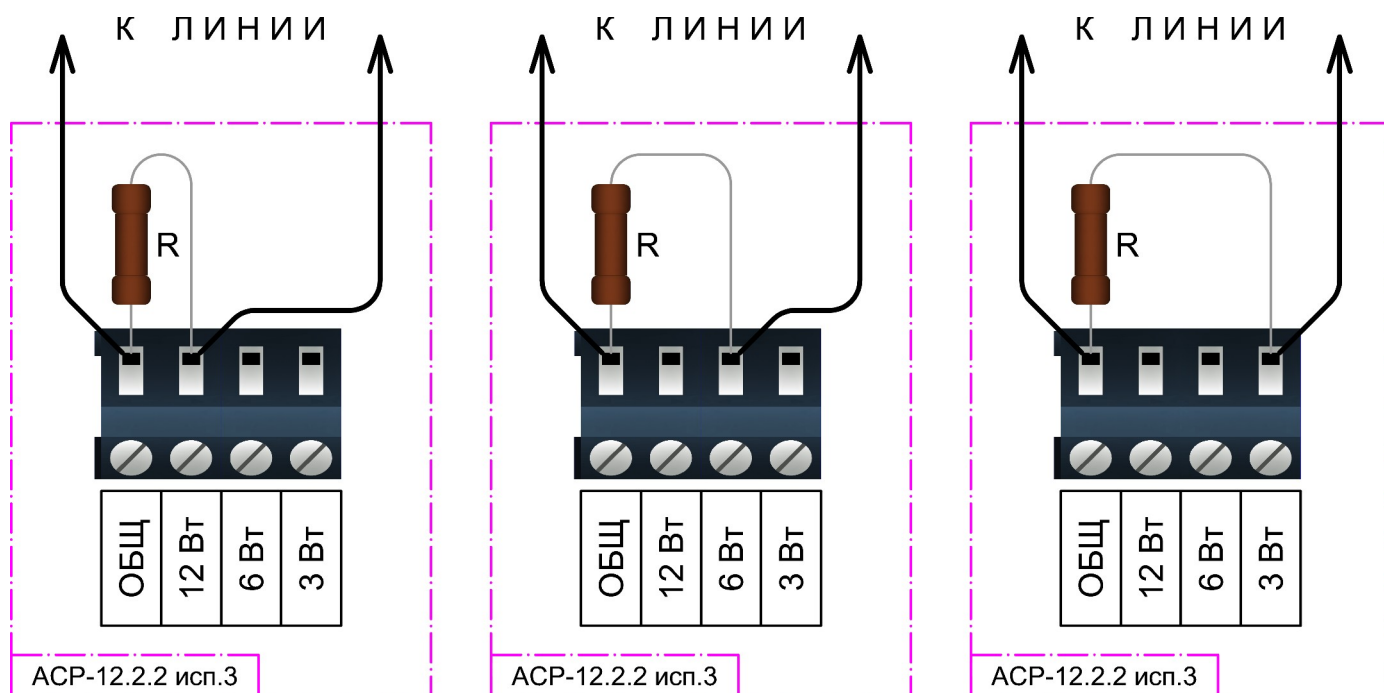 К ЛИНИИ
R
ОБЩ
12 Вт
6 Вт
3 Вт
АСР-12.2.2 исп.3
К ЛИНИИ
R
ОБЩ
12 Вт
6 Вт
3 Вт
АСР-12.2.2 исп.3
К ЛИНИИ
R
ОБЩ
12 Вт
6 Вт
3 Вт
АСР-12.2.2 исп.3